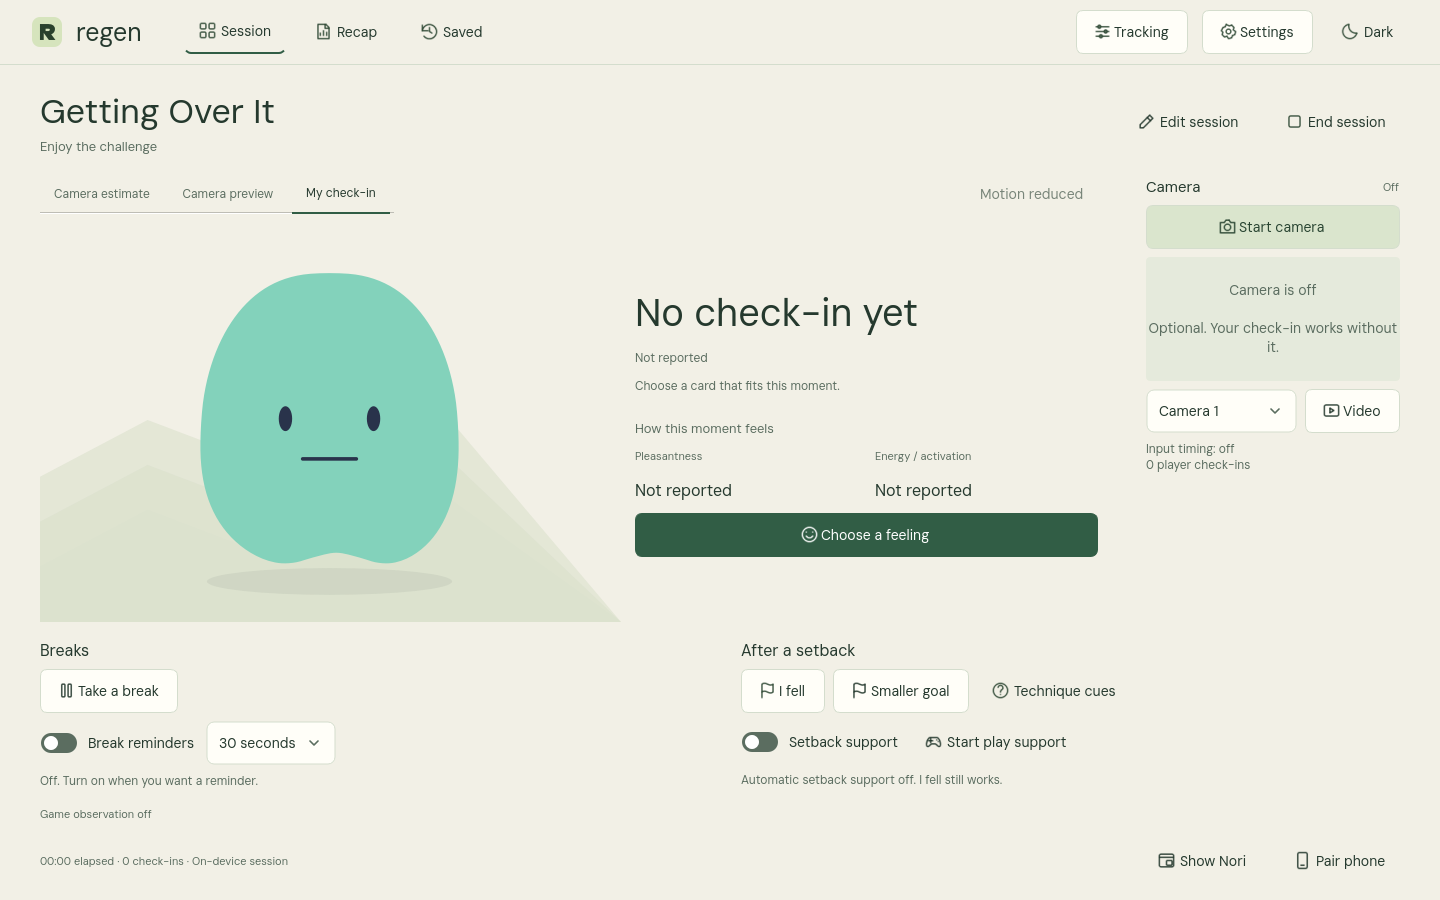 R regen
Session
Recap
Saved
Tracking
Settings
Dark
Getting Over It
Enjoy the challenge
Edit session
End session
Camera estimate
Camera preview
My check-in
Motion reduced
Camera
Off
Start camera
Camera is off
Optional. Your check-in works without
it.
Camera 1
Video
Input timing: off
0 player check-ins
No check-in yet
Not reported
Choose a card that fits this moment.
How this moment feels
Pleasantness
Energy / activation
Not reported
Not reported
Choose a feeling
Breaks
Take a break
Break reminders
30 seconds
Off. Turn on when you want a reminder.
Game observation off
After a setback
I fell
Smaller goal
Technique cues
Setback support
Start play support
Automatic setback support off. I fell still works.
00:00 elapsed · 0 check-ins · On-device session
Show Nori
Pair phone